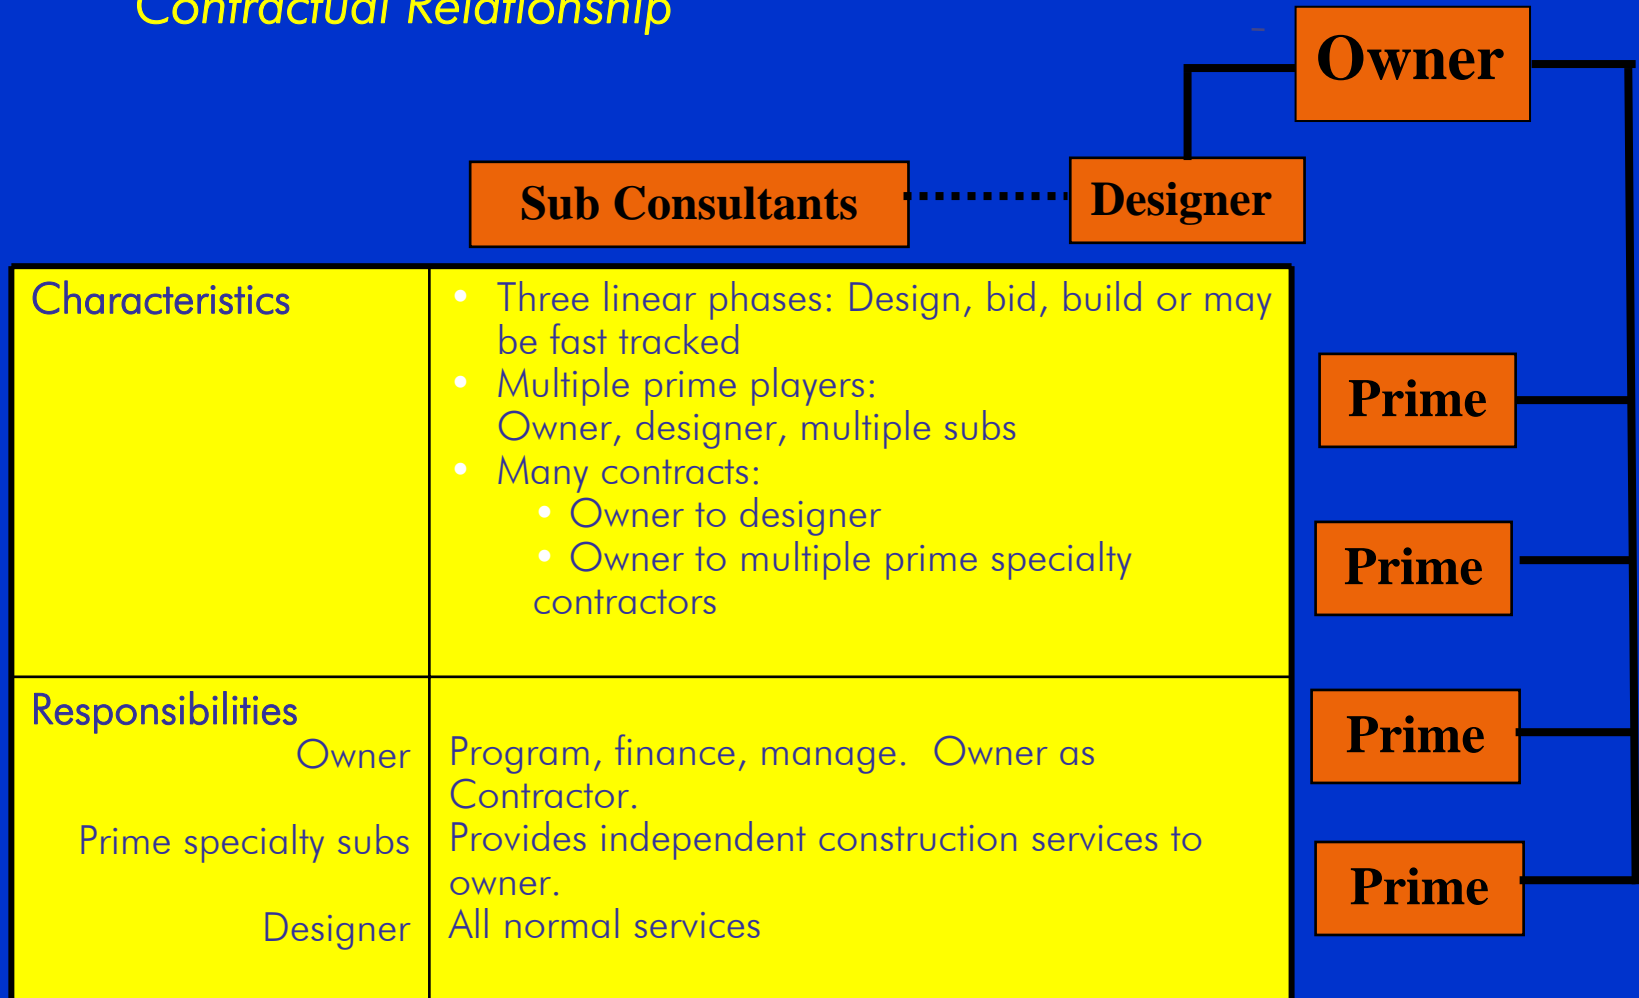 Contractual Relationship
Owner
Sub Consultants
Designer
Characteristics
• Three linear phases: Design, bid, build or may
be fast tracked
• Multiple prime players:
Owner, designer, multiple subs
• Many contracts:
• Owner to designer
• Owner to multiple prime specialty
contractors
Prime
Prime
Prime
Prime
Responsibilities
Owner
Program, finance, manage.  Owner as
Contractor.
Prime specialty subs
Provides independent construction services to
owner.
Designer
All normal services